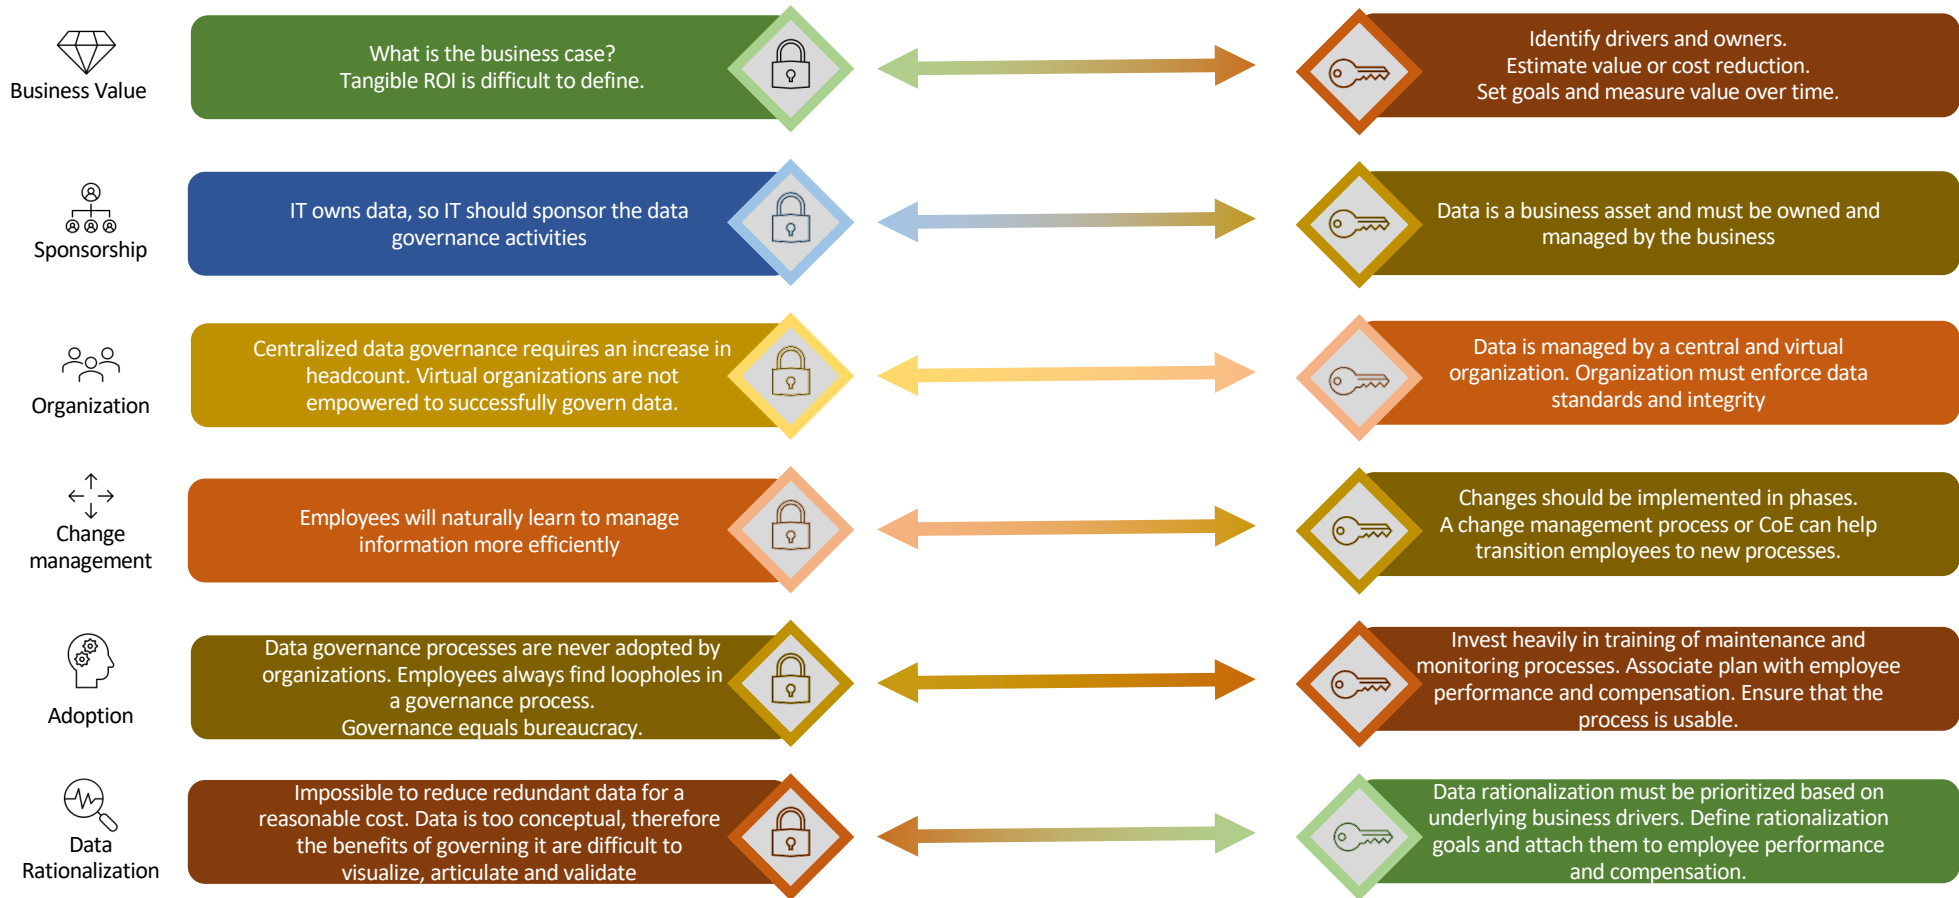 Business Value
What is the business case?
Tangible ROI is difficult to define.
Identify drivers and owners.
Estimate value or cost reduction.
Set goals and measure value over time.
Sponsorship
IT owns data, so IT should sponsor the data
governance activities
Data is a business asset and must be owned and
managed by the business
Organization
Centralized data governance requires an increase in
headcount. Virtual organizations are not
empowered to successfully govern data.
Data is managed by a central and virtual
organization. Organization must enforce data
standards and integrity
Change
management
Employees will naturally learn to manage
information more efficiently
Changes should be implemented in phases.
A change management process or CoE can help
transition employees to new processes.
Adoption
Data governance processes are never adopted by
organizations. Employees always find loopholes in
a governance process.
Governance equals bureaucracy.
Invest heavily in training of maintenance and
monitoring processes. Associate plan with employee
performance and compensation. Ensure that the
process is usable.
Data
Rationalization
Impossible to reduce redundant data for a
reasonable cost. Data is too conceptual, therefore
the benefits of governing it are difficult to
visualize, articulate and validate
Data rationalization must be prioritized based on
underlying business drivers. Define rationalization
goals and attach them to employee performance
and compensation.